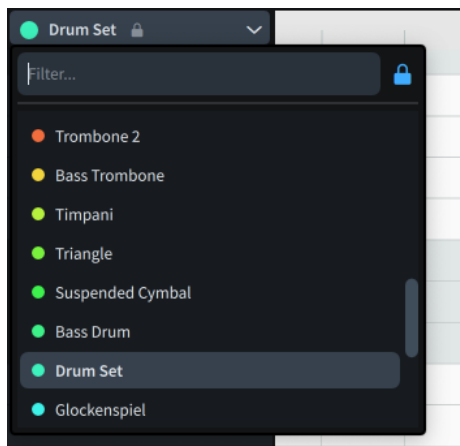 Drum Set
Filter...
Trombone 2
Bass Trombone
Timpani
Triangle
Suspended Cymbal
Bass Drum
Drum Set
Glockenspiel